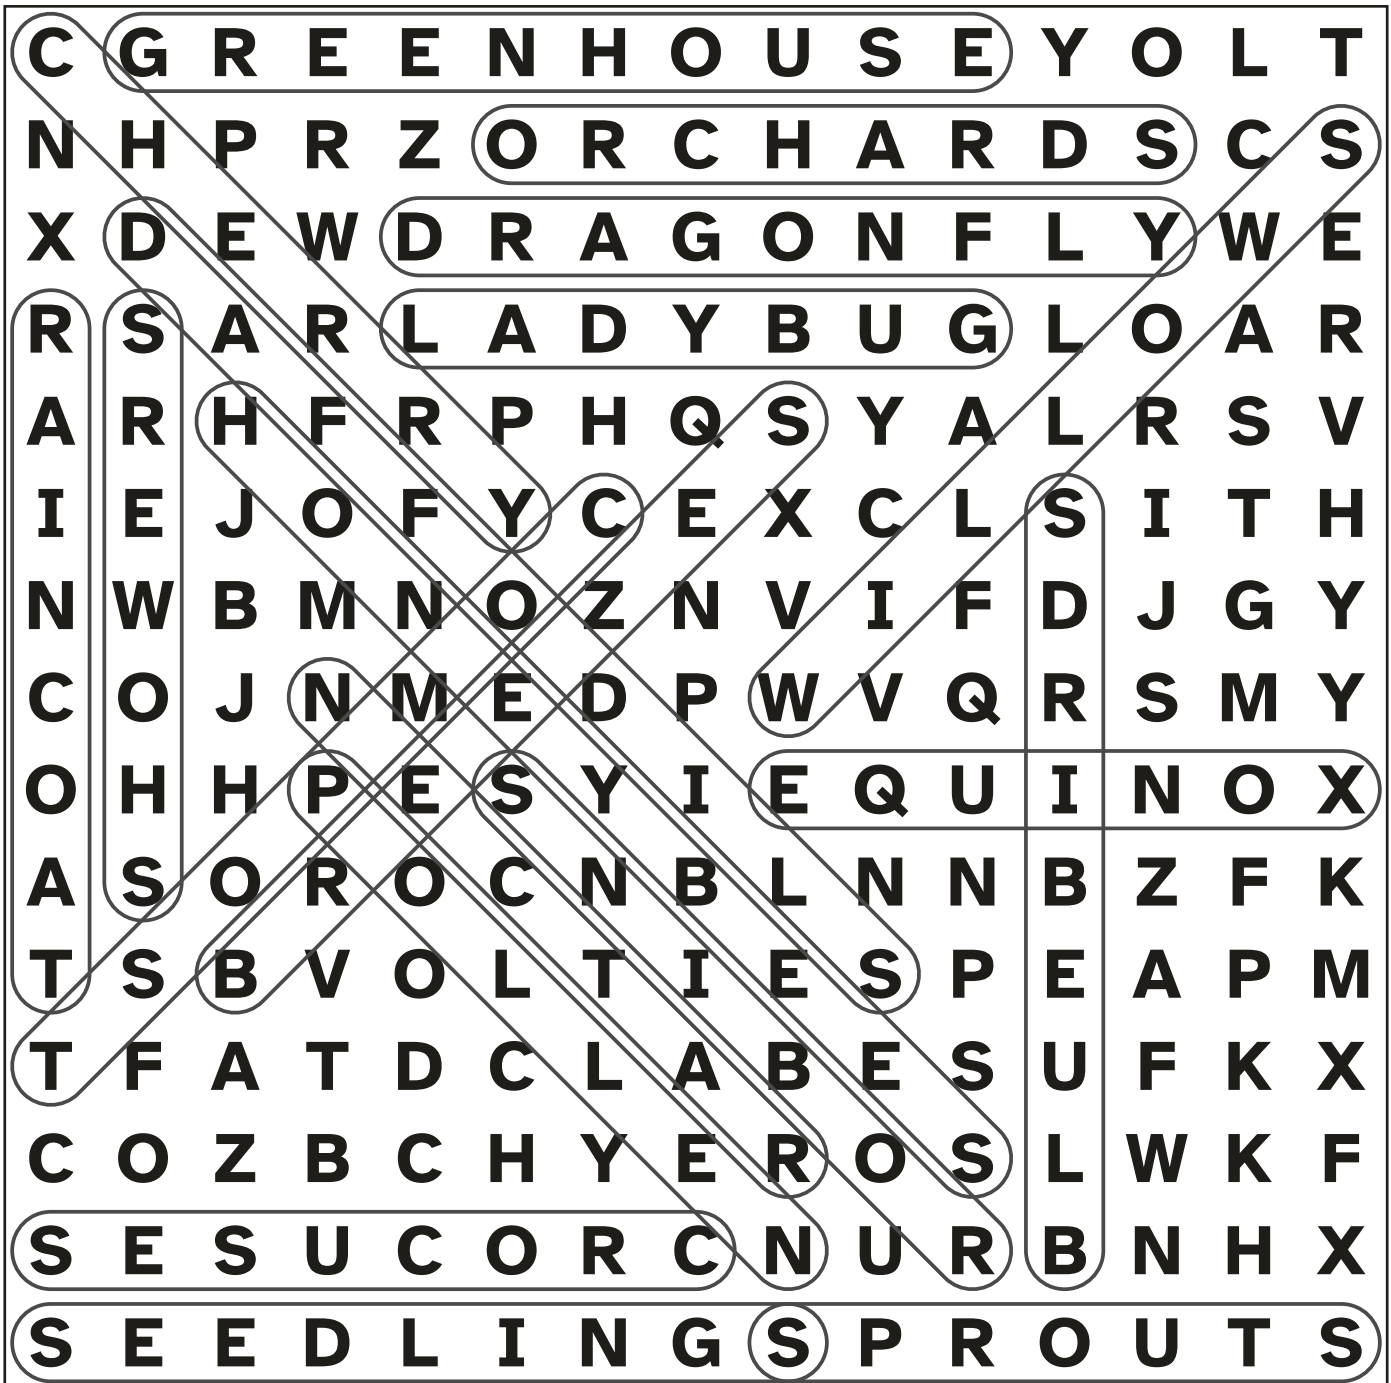 C G R E E N H O U S E Y O L T
N H P R Z O R C H A R D S C S
X D E W D R A G O N F L Y W E
R S A R L A D Y B U G L O A R
A R H F R P H Q S Y A L R S V
I E J O F Y C E X C L S I T H
N W B M N O Z N V I F D J G Y
C O J N M E D P W V Q R S M Y
O H H P E S Y I E Q U I N O X
A S O R O C N B L N N B Z F K
T S B V O L T I E S P E A P M
T F A T D C L A B E S U F K X
C O Z B C H Y E R O S L W K F
S E S U C O R C N U R B N H X
S E E D L I N G S P R O U T S